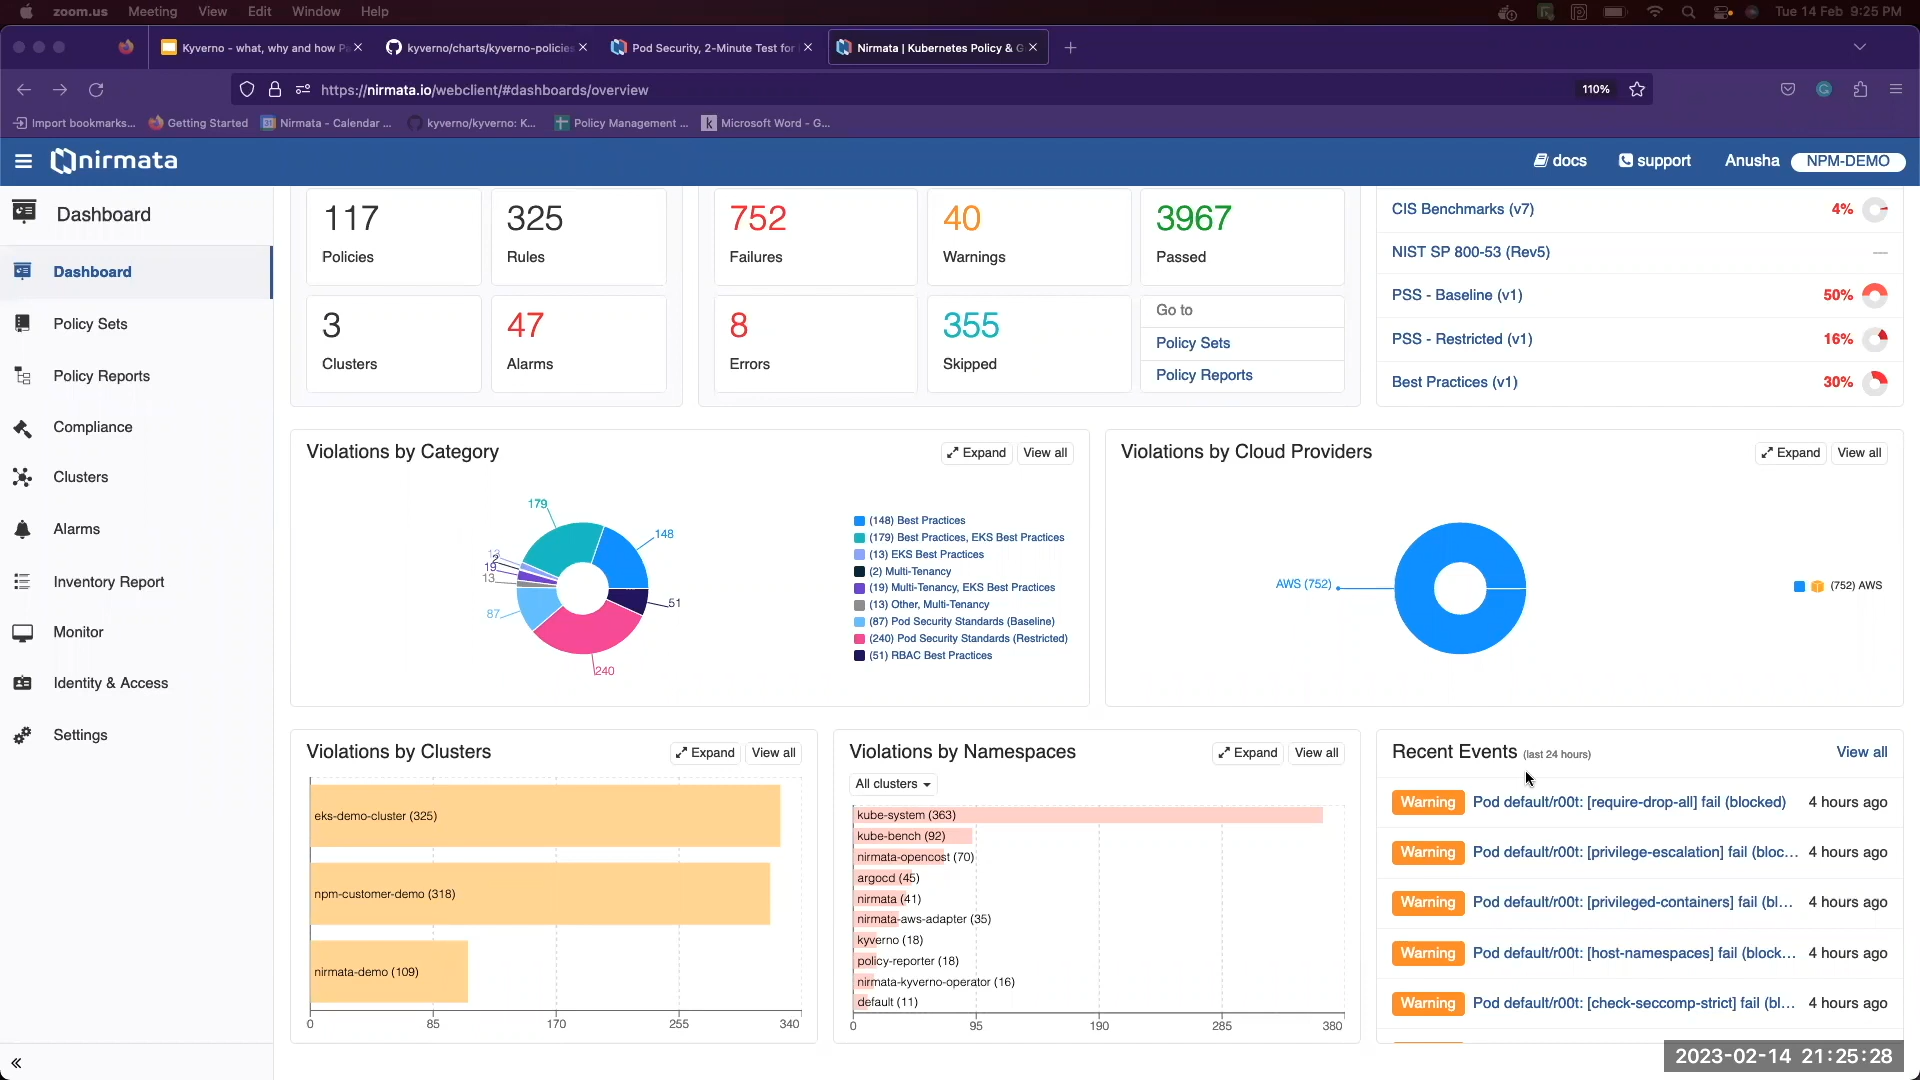 zoom.us Meeting View Edit Window Help Tue 14 Feb 9:25 PM
Kyverno - what, why and how kyverno/charts/kyverno-policies Pod Security, 2-Minute Test for Nirmata | Kubernetes Policy & G
https://nirmata.io/webclient/#dashboards/overview 110%
Import bookmarks... Getting Started Nirmata - Calendar ... kyverno/kyverno: K... Policy Management ... Microsoft Word - G...
nirmata docs support Anusha NPM-DEMO
Dashboard
Dashboard
Policy Sets
Policy Reports
Compliance
Clusters
Alarms
Inventory Report
Monitor
Identity & Access
Settings
117
Policies
325
Rules
3
Clusters
47
Alarms
752
Failures
40
Warnings
3967
Passed
8
Errors
355
Skipped
Go to
Policy Sets
Policy Reports
CIS Benchmarks (v7) 4%
NIST SP 800-53 (Rev5) —
PSS - Baseline (v1) 50%
PSS - Restricted (v1) 16%
Best Practices (v1) 30%
Violations by Category Expand View all
179
148
13
2
19
13
87
51
240
(148) Best Practices
(179) Best Practices, EKS Best Practices
(13) EKS Best Practices
(2) Multi-Tenancy
(19) Multi-Tenancy, EKS Best Practices
(13) Other, Multi-Tenancy
(87) Pod Security Standards (Baseline)
(240) Pod Security Standards (Restricted)
(51) RBAC Best Practices
Violations by Cloud Providers Expand View all
AWS (752)
(752) AWS
Violations by Clusters Expand View all
eks-demo-cluster (325)
npm-customer-demo (318)
nirmata-demo (109)
0 85 170 255 340
Violations by Namespaces Expand View all
All clusters
kube-system (363)
kube-bench (92)
nirmata-opencost (70)
argocd (45)
nirmata (41)
nirmata-aws-adapter (35)
kyverno (18)
policy-reporter (18)
nirmata-kyverno-operator (16)
default (11)
0 95 190 285 380
Recent Events (last 24 hours) View all
Warning Pod default/r00t: [require-drop-all] fail (blocked) 4 hours ago
Warning Pod default/r00t: [privilege-escalation] fail (bloc... 4 hours ago
Warning Pod default/r00t: [privileged-containers] fail (bl... 4 hours ago
Warning Pod default/r00t: [host-namespaces] fail (block... 4 hours ago
Warning Pod default/r00t: [check-seccomp-strict] fail (bl... 4 hours ago
2023-02-14 21:25:28